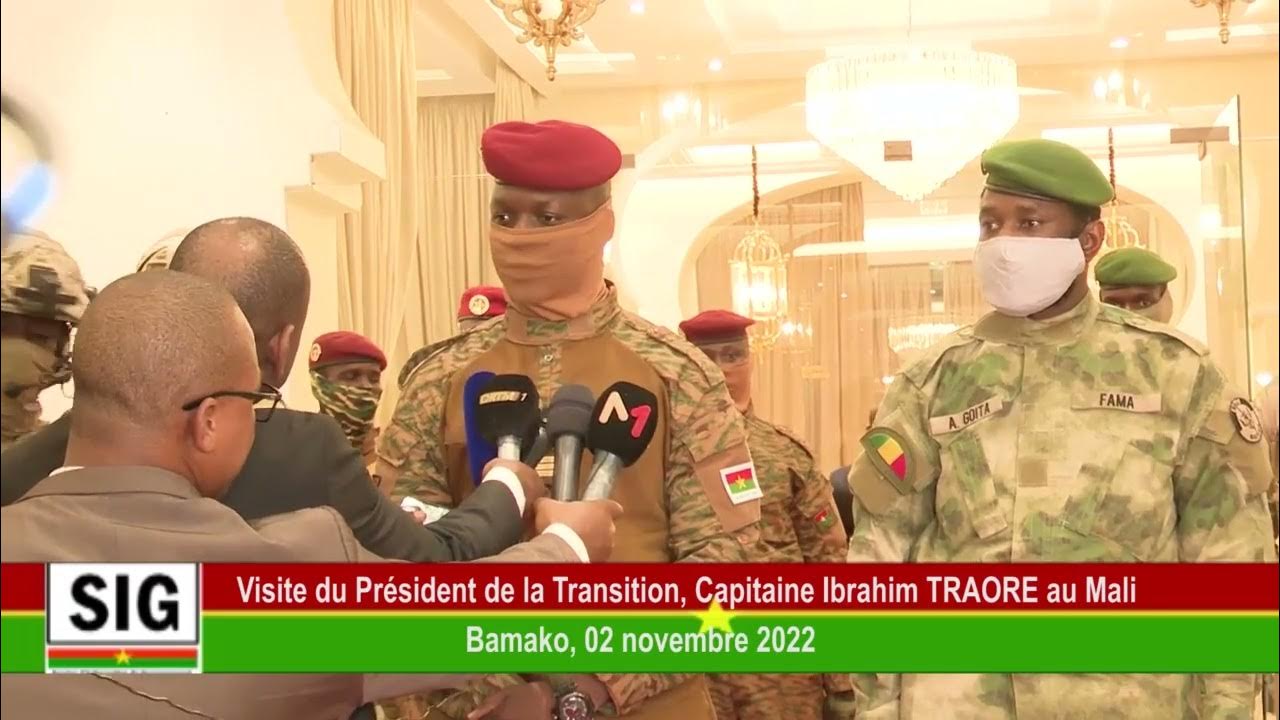 A. GOITA
FAMA
SIG
Visite du Président de la Transition, Capitaine Ibrahim TRAORE au Mali
Bamako, 02 novembre 2022